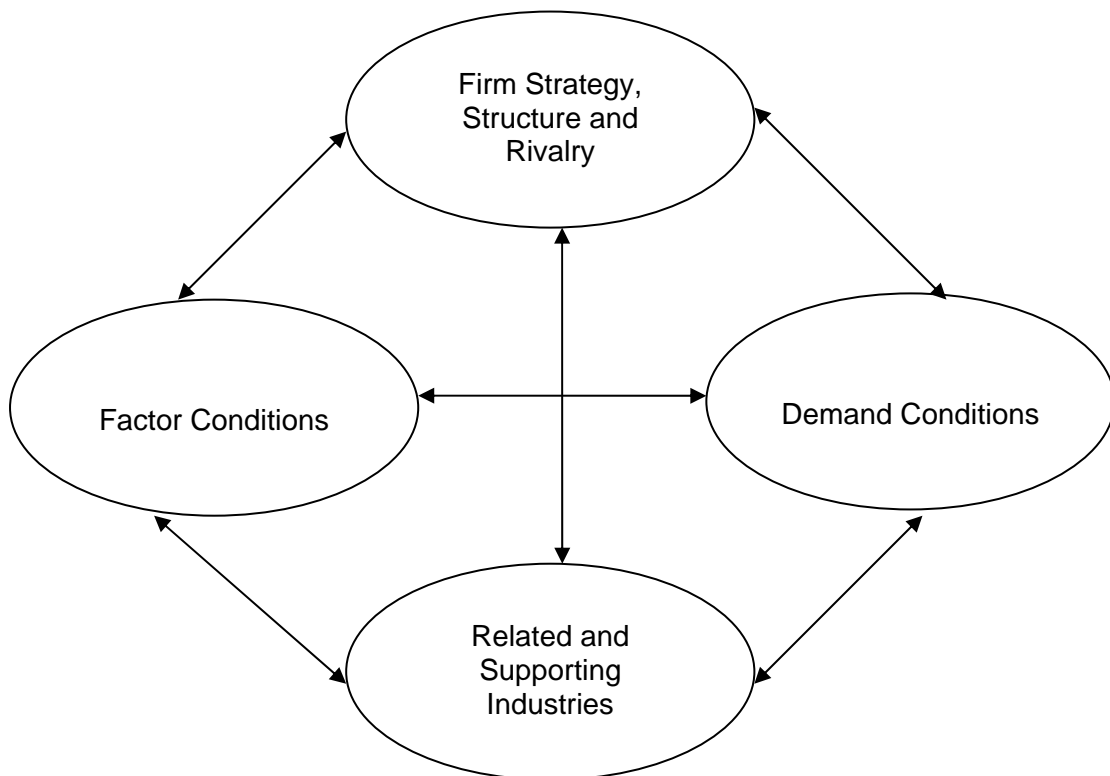 Firm Strategy,
Structure and
Rivalry
Factor Conditions
Demand Conditions
Related and
Supporting
Industries